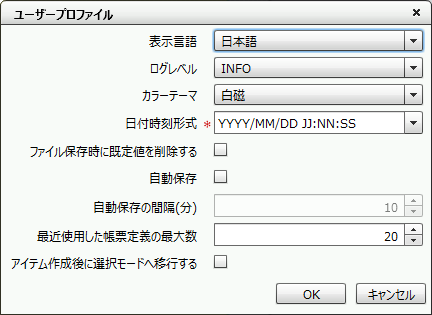 ユーザープロファイル
表示言語 日本語
ログレベル INFO
カラーテーマ 白磁
日付時刻形式 * YYYY/MM/DD JJ:NN:SS
ファイル保存時に既定値を削除する
自動保存
自動保存の間隔(分) 10
最近使用した帳票定義の最大数 20
アイテム作成後に選択モードへ移行する
OK キャンセル